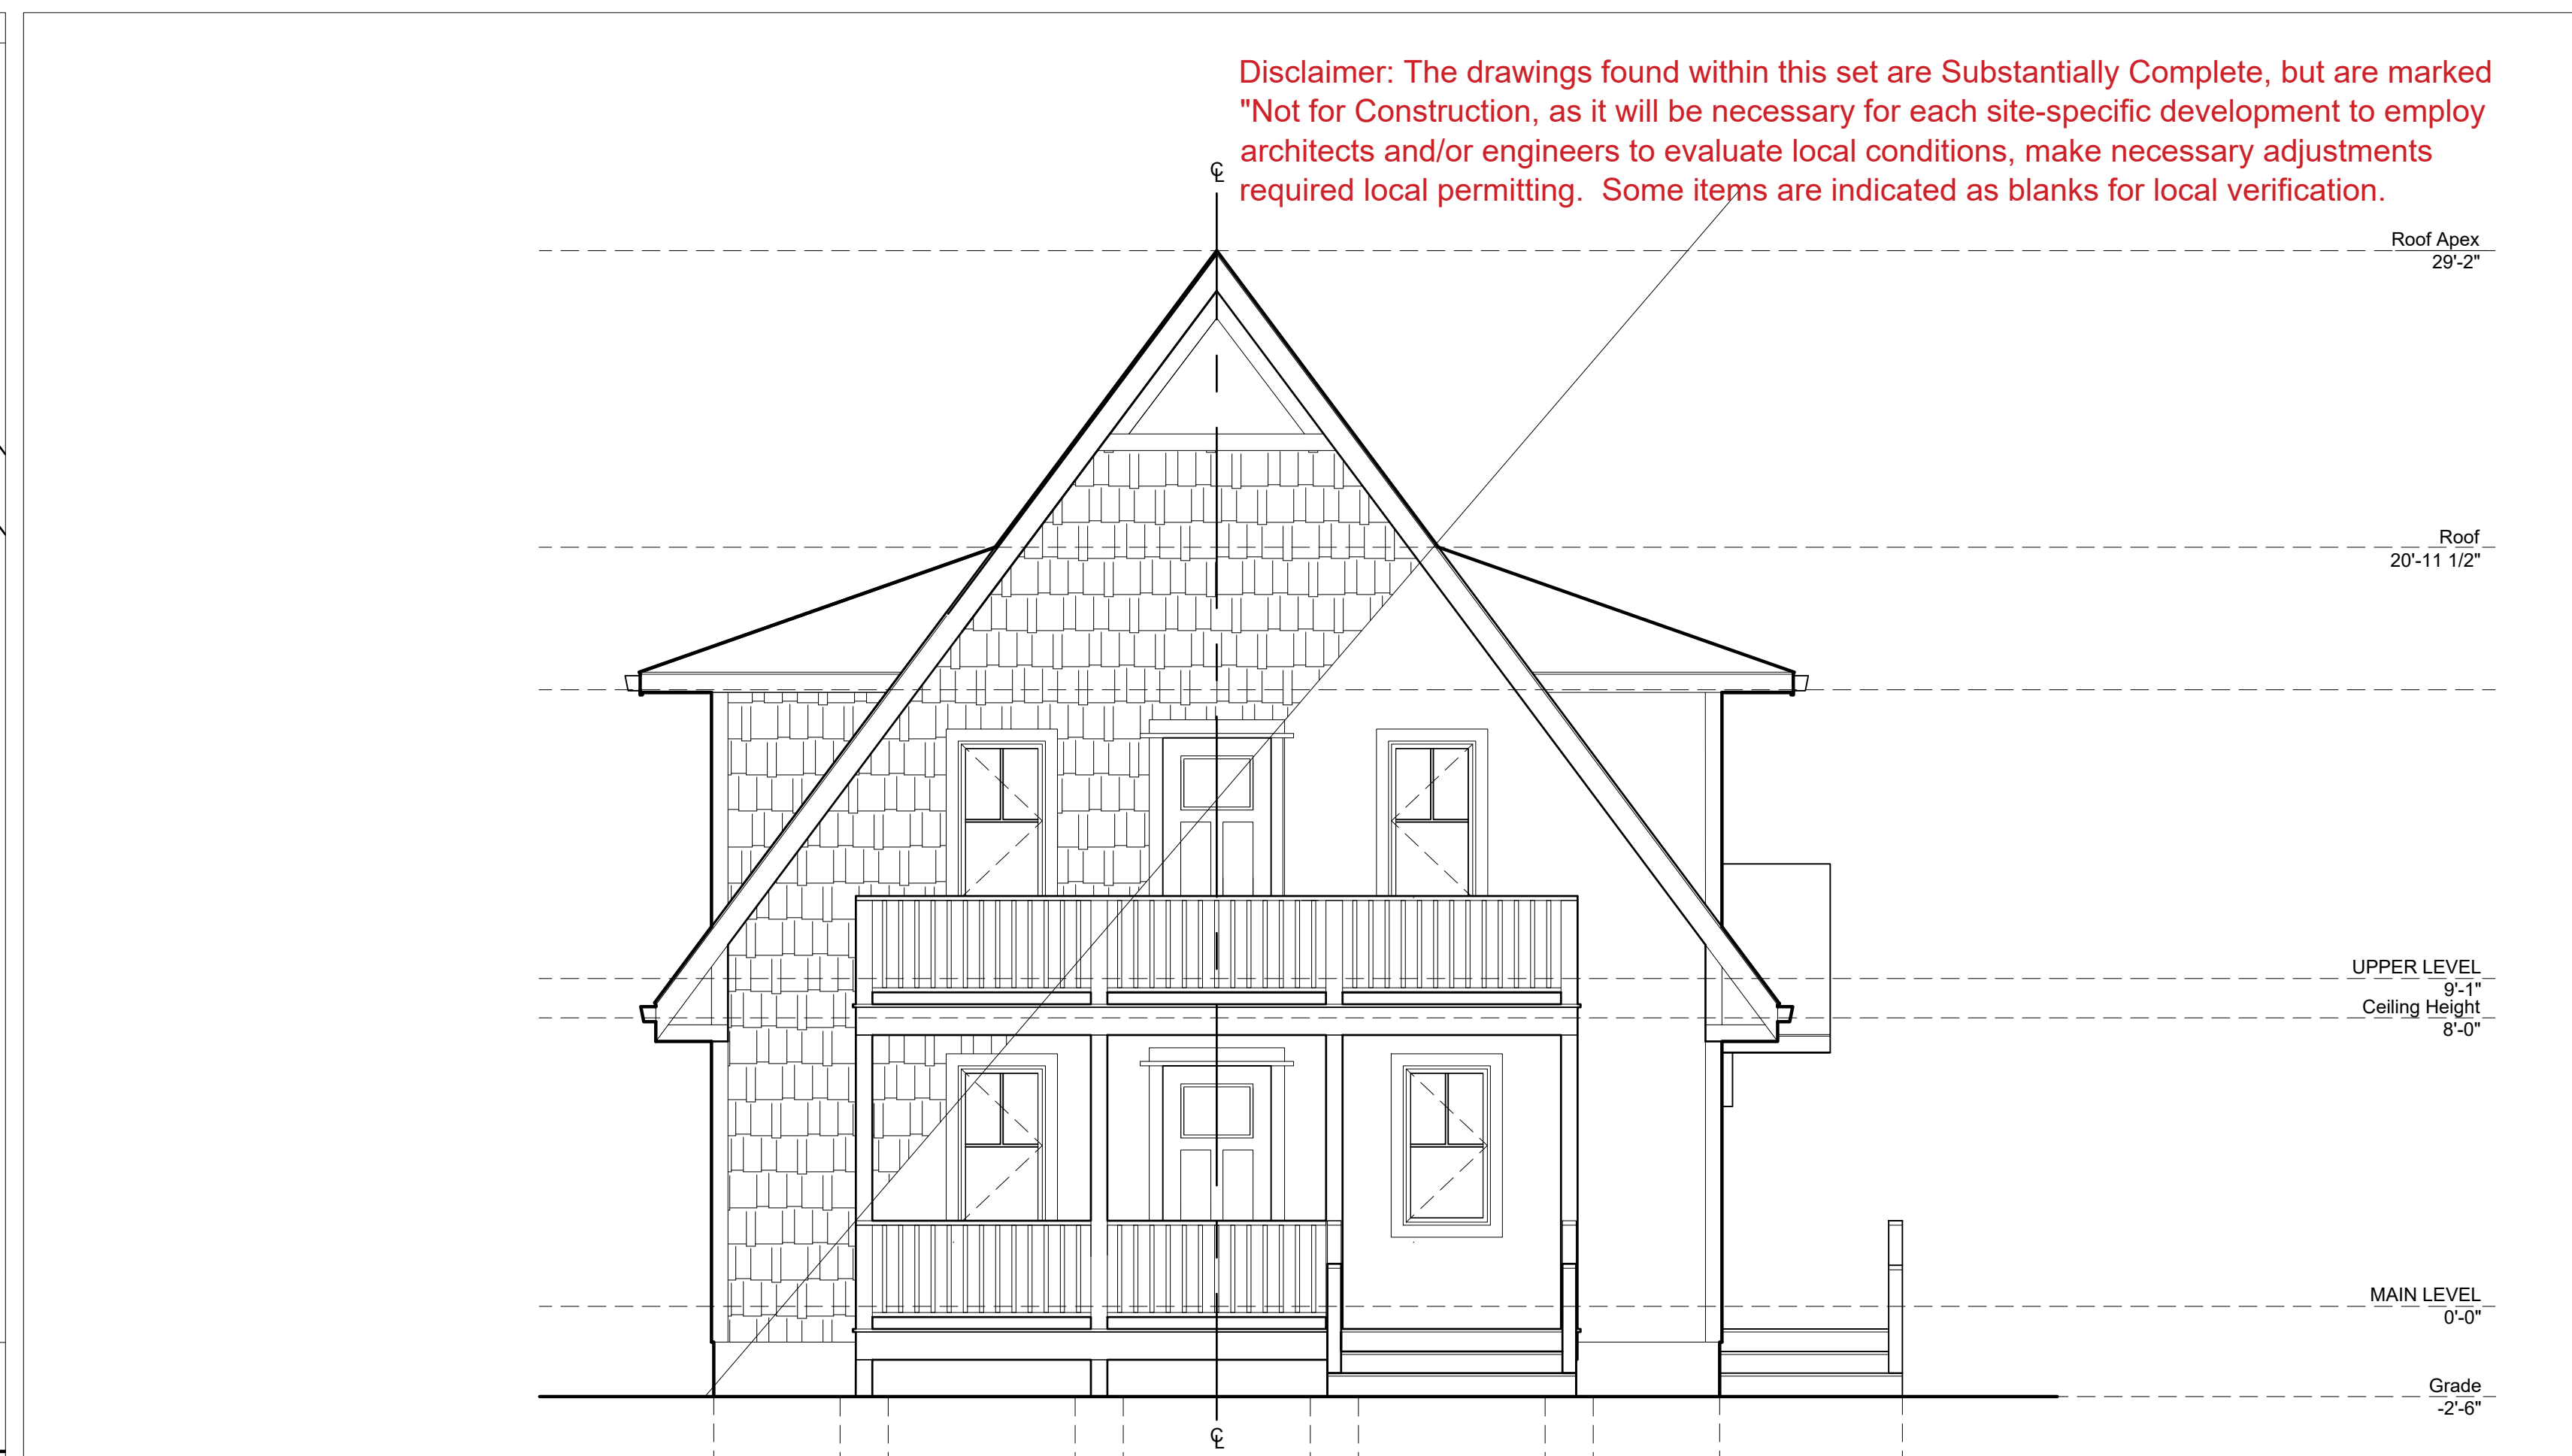 Disclaimer: The drawings found within this set are Substantially Complete, but are marked
"Not for Construction, as it will be necessary for each site-specific development to employ
architects and/or engineers to evaluate local conditions, make necessary adjustments
required local permitting.  Some items are indicated as blanks for local verification.
℄
Roof Apex
29'-2"
Roof
20'-11 1/2"
UPPER LEVEL
9'-1"
Ceiling Height
8'-0"
MAIN LEVEL
0'-0"
Grade
-2'-6"
℄